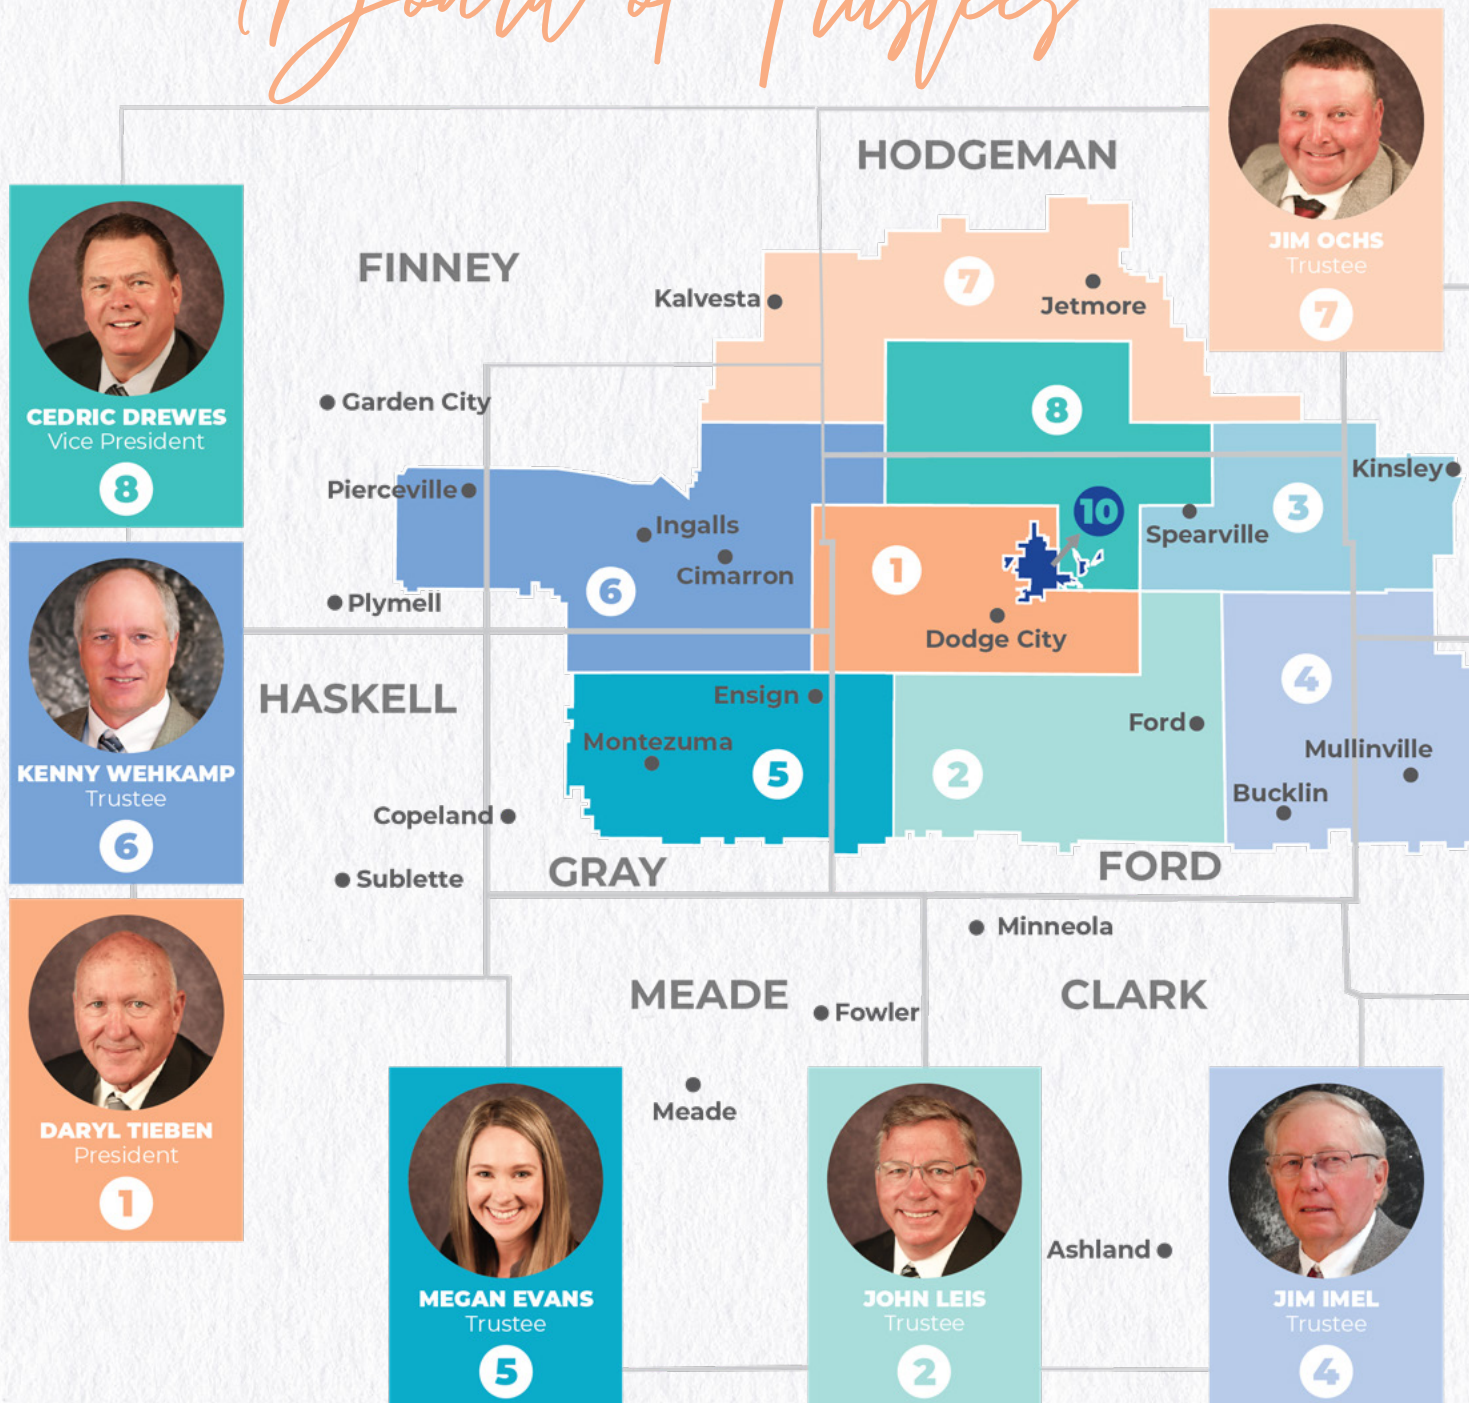 Board of Trustees
HODGEMAN
JIM OCHS
Trustee
7
FINNEY
7
Kalvesta
Jetmore
CEDRIC DREWES
Vice President
8
Garden City
8
Pierceville
Kinsley
3
10
Ingalls
Spearville
Cimarron
1
6
Plymell
Dodge City
KENNY WEHKAMP
Trustee
6
HASKELL
Ensign
4
Ford
Montezuma
5
2
Mullinville
Bucklin
Copeland
GRAY
FORD
Sublette
Minneola
MEADE
CLARK
Fowler
DARYL TIEBEN
President
1
Meade
Ashland
MEGAN EVANS
Trustee
5
JOHN LEIS
Trustee
2
JIM IMEL
Trustee
4